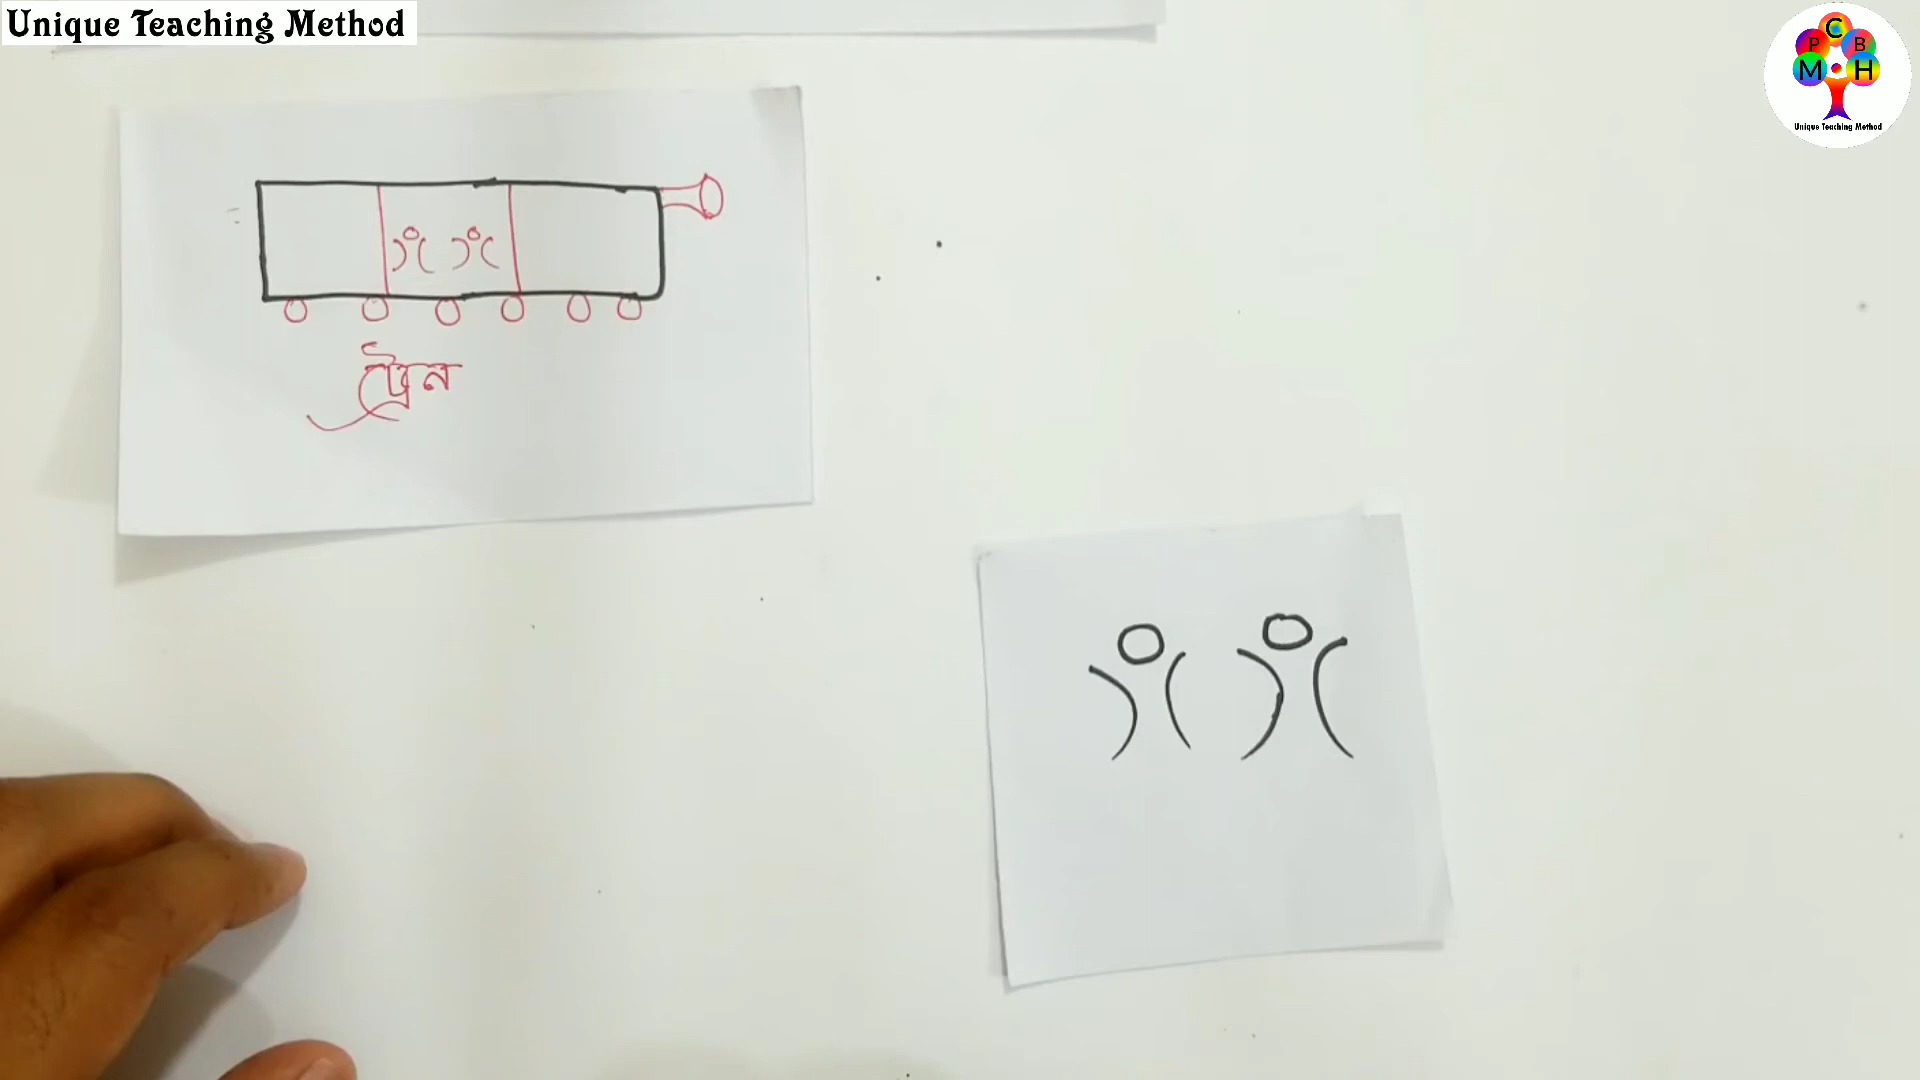 Unique Teaching Method
C
P B
M H
Unique Teaching Method
ট্রেন